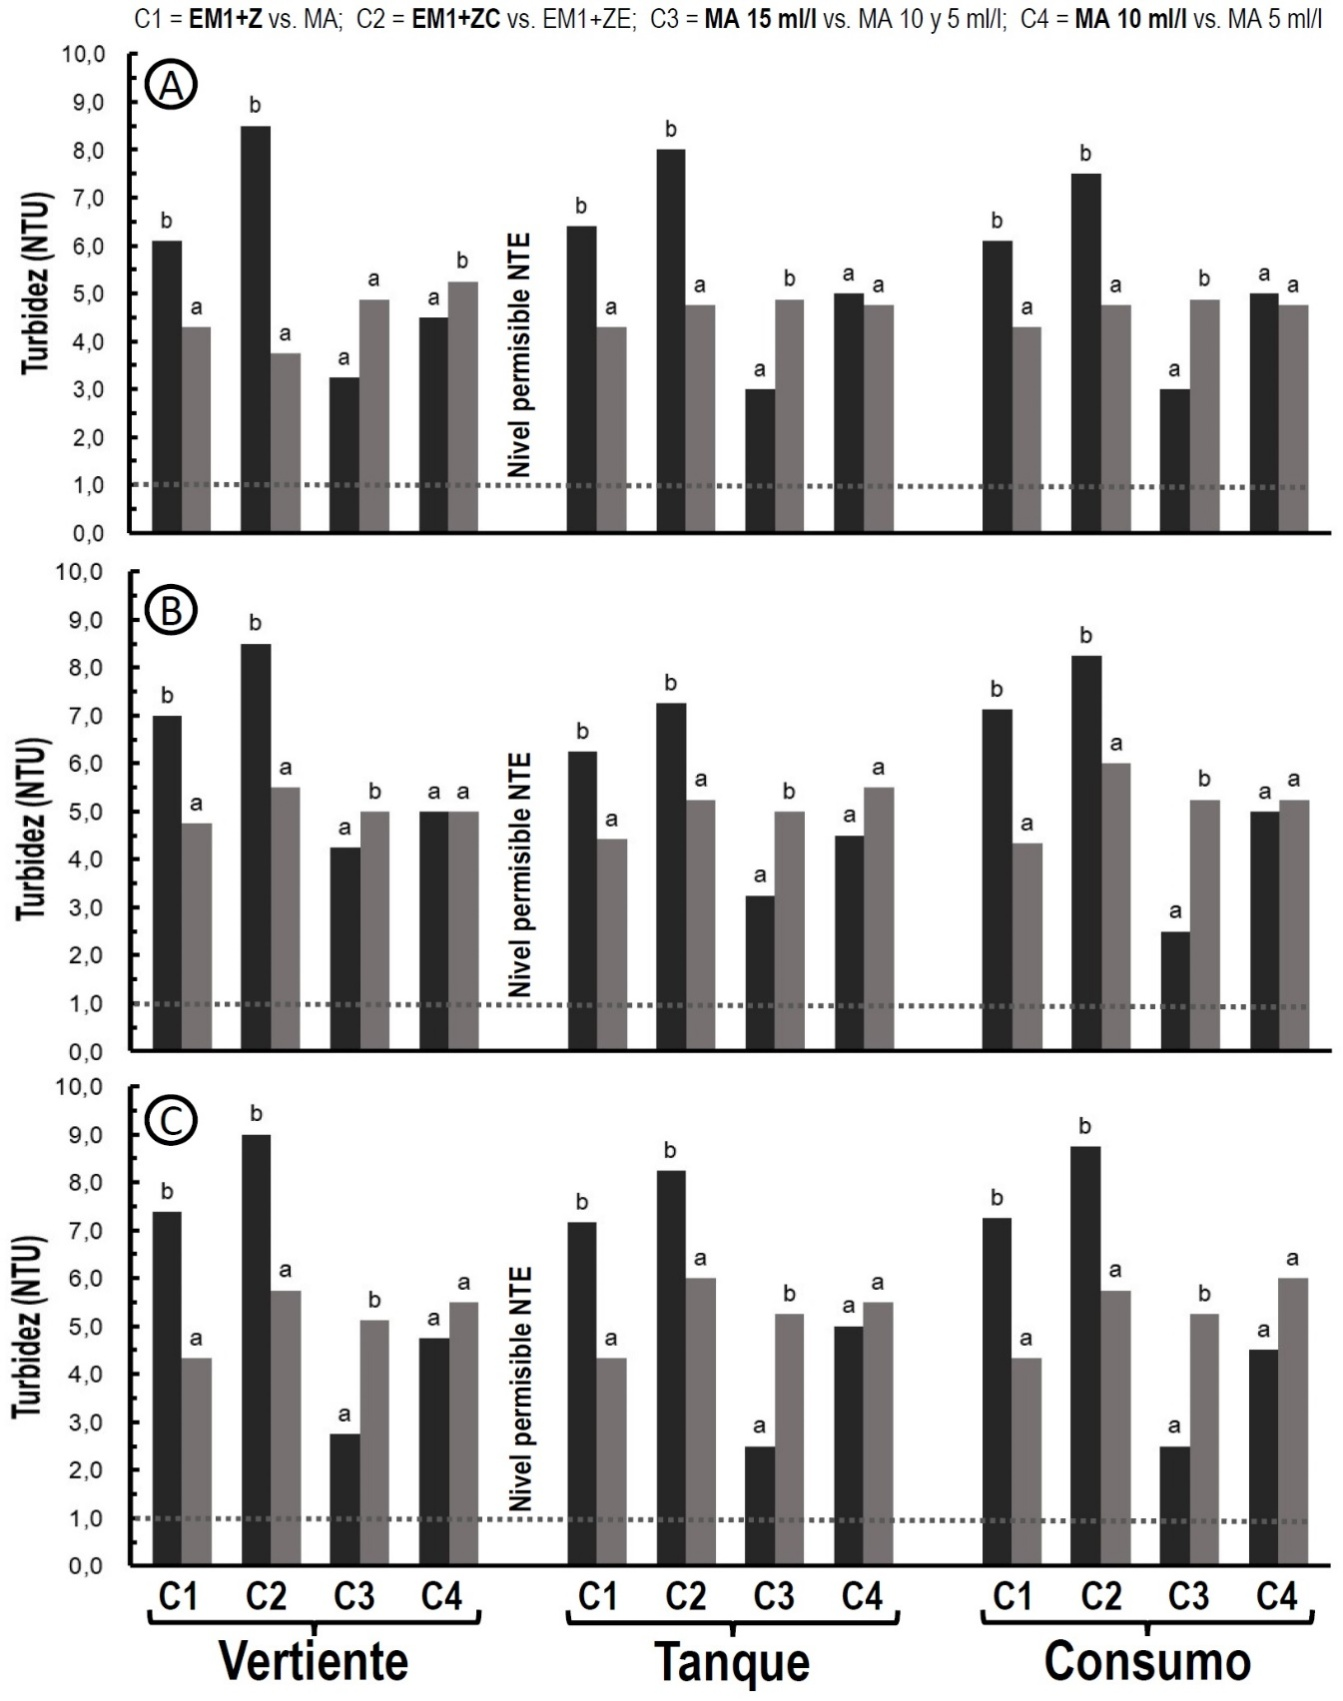 C1 = EM1+Z vs. MA; C2 = EM1+ZC vs. EM1+ZE; C3 = MA 15 ml/l vs. MA 10 y 5 ml/l; C4 = MA 10 ml/l vs. MA 5 ml/l
A
Turbidez (NTU)
10,0
9,0
8,0
7,0
6,0
5,0
4,0
3,0
2,0
1,0
0,0
b a b a a a a b
Nivel permisible NTE
b a b a a b a a
b a b a a b a a
B
Turbidez (NTU)
10,0
9,0
8,0
7,0
6,0
5,0
4,0
3,0
2,0
1,0
0,0
b a b a a b a a
Nivel permisible NTE
b a b a a b a a
b a b a a b a a
C
Turbidez (NTU)
10,0
9,0
8,0
7,0
6,0
5,0
4,0
3,0
2,0
1,0
0,0
b a b a a b a a
Nivel permisible NTE
b a b a a b a a
b a b a a b a a
C1 C2 C3 C4 C1 C2 C3 C4 C1 C2 C3 C4
Vertiente Tanque Consumo